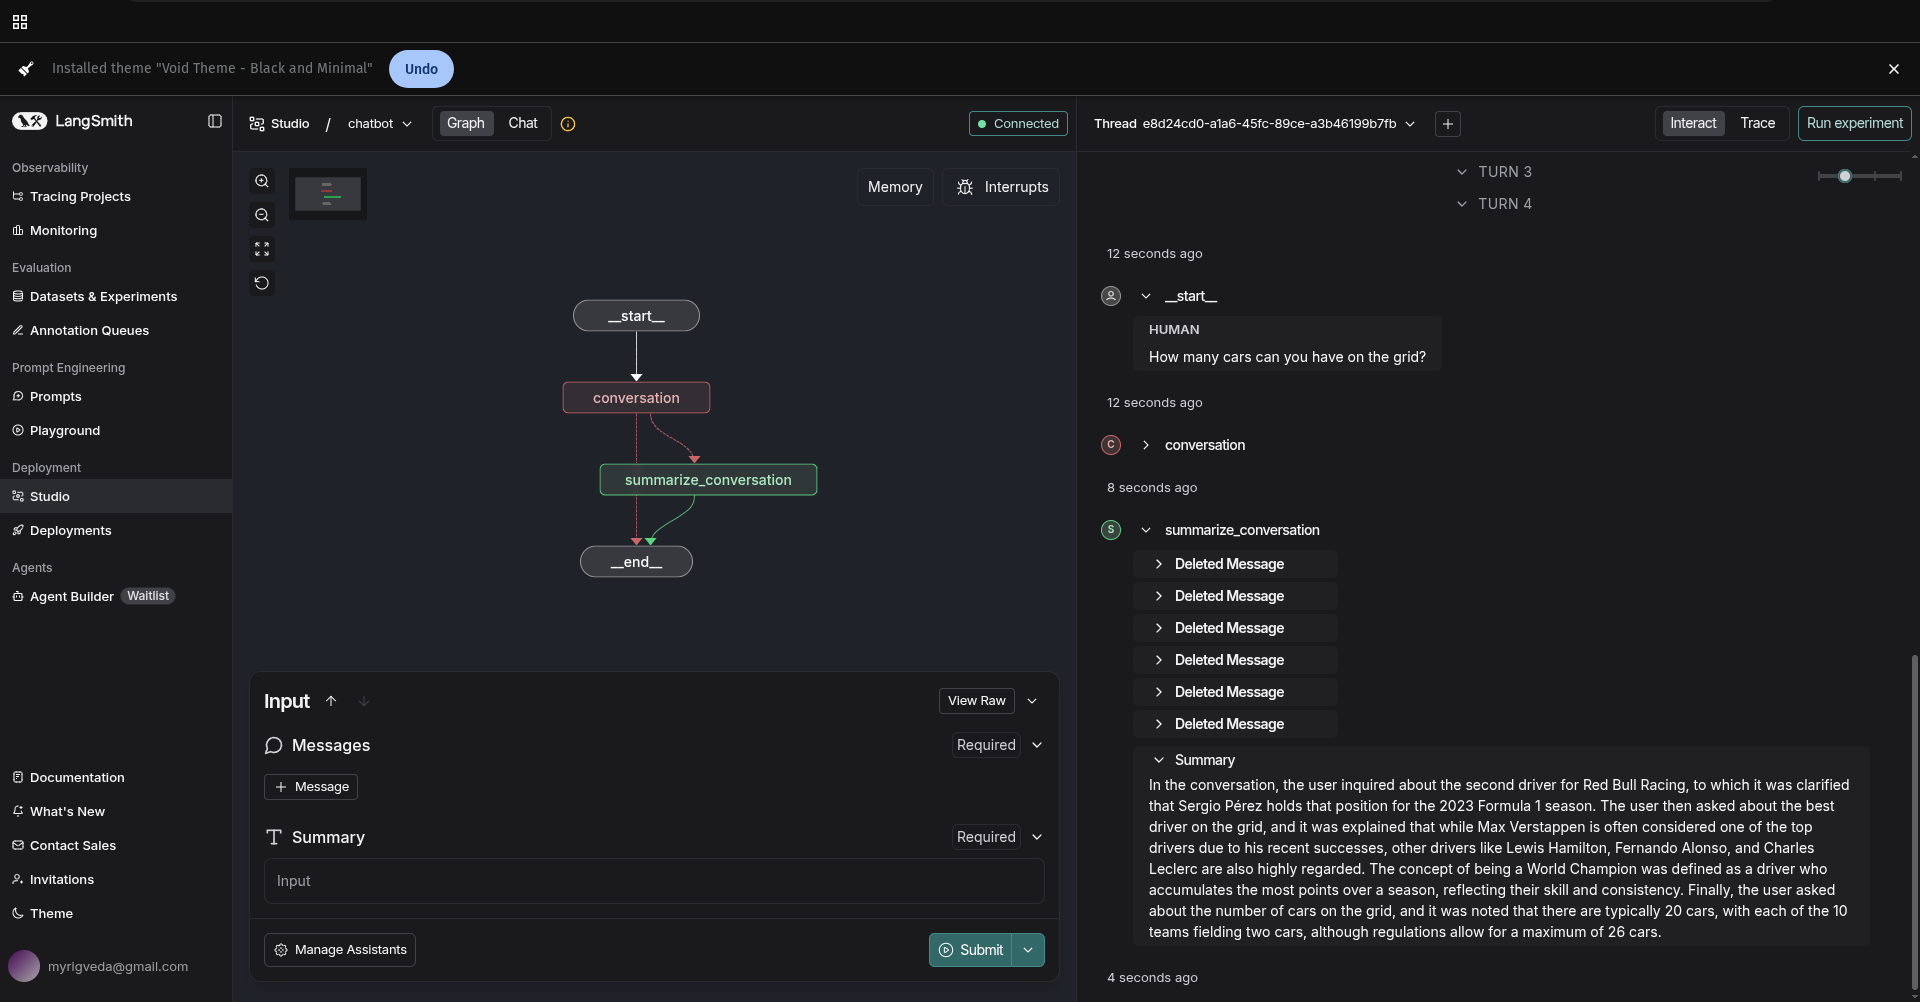 Installed theme "Void Theme - Black and Minimal"
Undo
LangSmith
Observability
Tracing Projects
Monitoring
Evaluation
Datasets & Experiments
Annotation Queues
Prompt Engineering
Prompts
Playground
Deployment
Studio
Deployments
Agents
Agent Builder Waitlist
Documentation
What's New
Contact Sales
Invitations
Theme
myrigveda@gmail.com
Studio / chatbot
Graph Chat
Connected
Memory
Interrupts
__start__
conversation
summarize_conversation
__end__
Input
View Raw
Messages
Required
+ Message
Summary
Required
Input
Manage Assistants
Submit
Thread e8d24cd0-a1a6-45fc-89ce-a3b46199b7fb
Interact Trace
Run experiment
TURN 3
TURN 4
12 seconds ago
__start__
HUMAN
How many cars can you have on the grid?
12 seconds ago
C conversation
8 seconds ago
S summarize_conversation
Deleted Message
Deleted Message
Deleted Message
Deleted Message
Deleted Message
Deleted Message
Summary
In the conversation, the user inquired about the second driver for Red Bull Racing, to which it was clarified
that Sergio Pérez holds that position for the 2023 Formula 1 season. The user then asked about the best
driver on the grid, and it was explained that while Max Verstappen is often considered one of the top
drivers due to his recent successes, other drivers like Lewis Hamilton, Fernando Alonso, and Charles
Leclerc are also highly regarded. The concept of being a World Champion was defined as a driver who
accumulates the most points over a season, reflecting their skill and consistency. Finally, the user asked
about the number of cars on the grid, and it was noted that there are typically 20 cars, with each of the 10
teams fielding two cars, although regulations allow for a maximum of 26 cars.
4 seconds ago